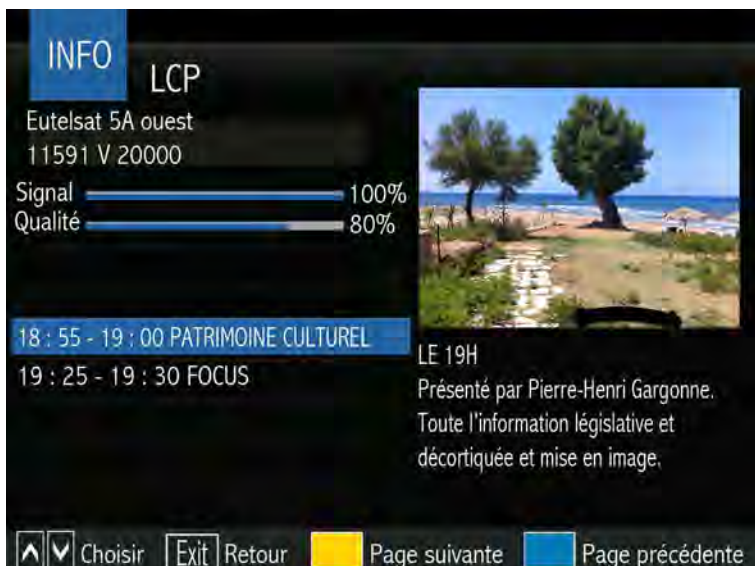 INFO
LCP
Eutelsat 5A ouest
11591 V 20000
Signal 100%
Qualité 80%
18 : 55 - 19 : 00 PATRIMOINE CULTUREL
19 : 25 - 19 : 30 FOCUS
LE 19H
Présenté par Pierre-Henri Gargonne.
Toute l'information législative et
décortiquée et mise en image.
Choisir Exit Retour Page suivante Page précédente